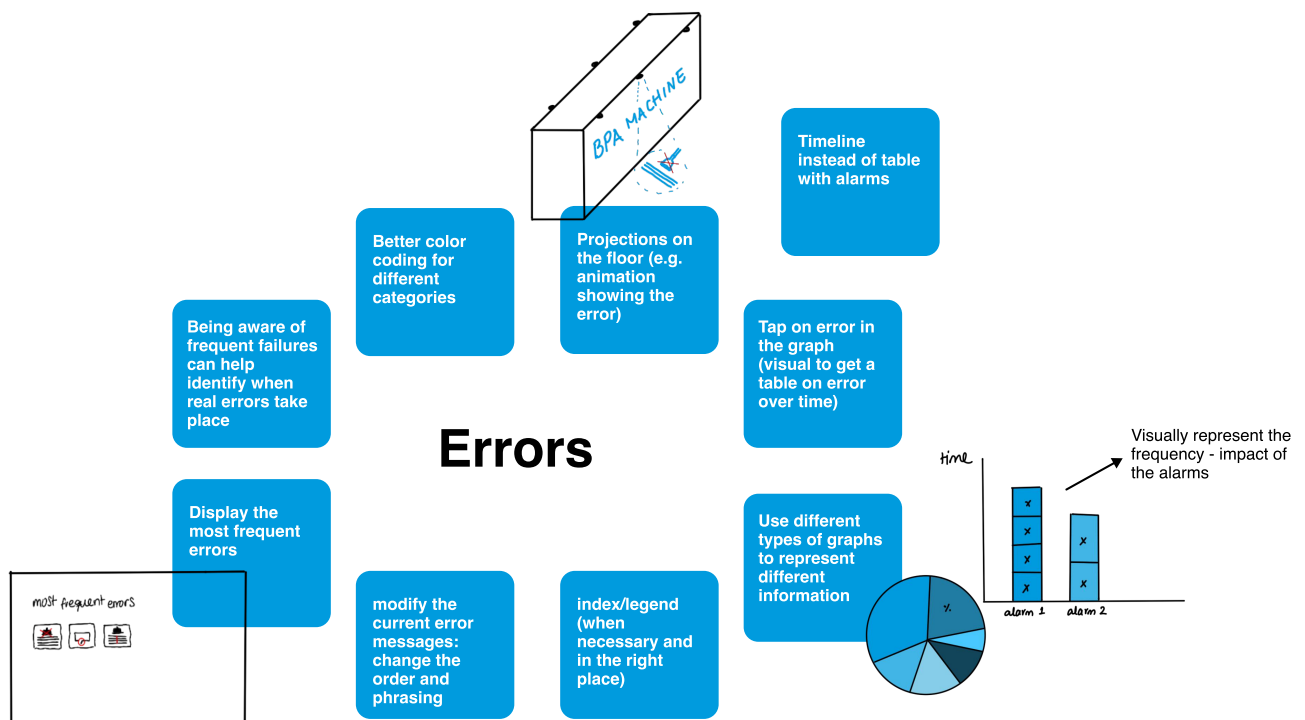 BPA MACHINE
Timeline
instead of table
with alarms
Better color
coding for
different
categories
Projections on
the floor (e.g.
animation
showing the
error)
Being aware of
frequent failures
can help
identify when
real errors take
place
Tap on error in
the graph
(visual to get a
table on error
over time)
Errors
Visually represent the
frequency - impact of
the alarms
time
x
x
x
x
x
x
alarm 1
alarm 2
Display the
most frequent
errors
Use different
types of graphs
to represent
different
information
%
most frequent errors
modify the
current error
messages:
change the
order and
phrasing
index/legend
(when
necessary and
in the right
place)